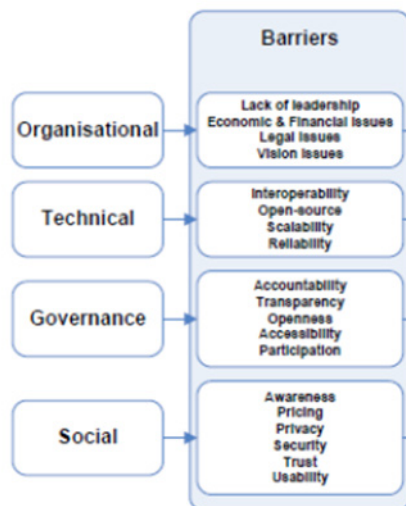 Barriers
Organisational
Lack of leadership
Economic & Financial Issues
Legal Issues
Vision Issues
Technical
Interoperability
Open-source
Scalability
Reliability
Governance
Accountability
Transparency
Openness
Accessibility
Participation
Social
Awareness
Pricing
Privacy
Security
Trust
Usability